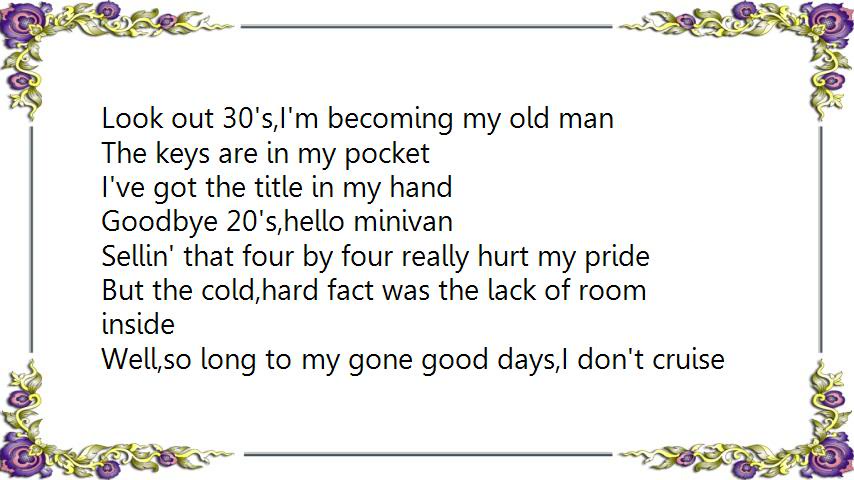 Look out 30's,I'm becoming my old man
The keys are in my pocket
I've got the title in my hand
Goodbye 20's,hello minivan
Sellin' that four by four really hurt my pride
But the cold,hard fact was the lack of room
inside
Well,so long to my gone good days,I don't cruise